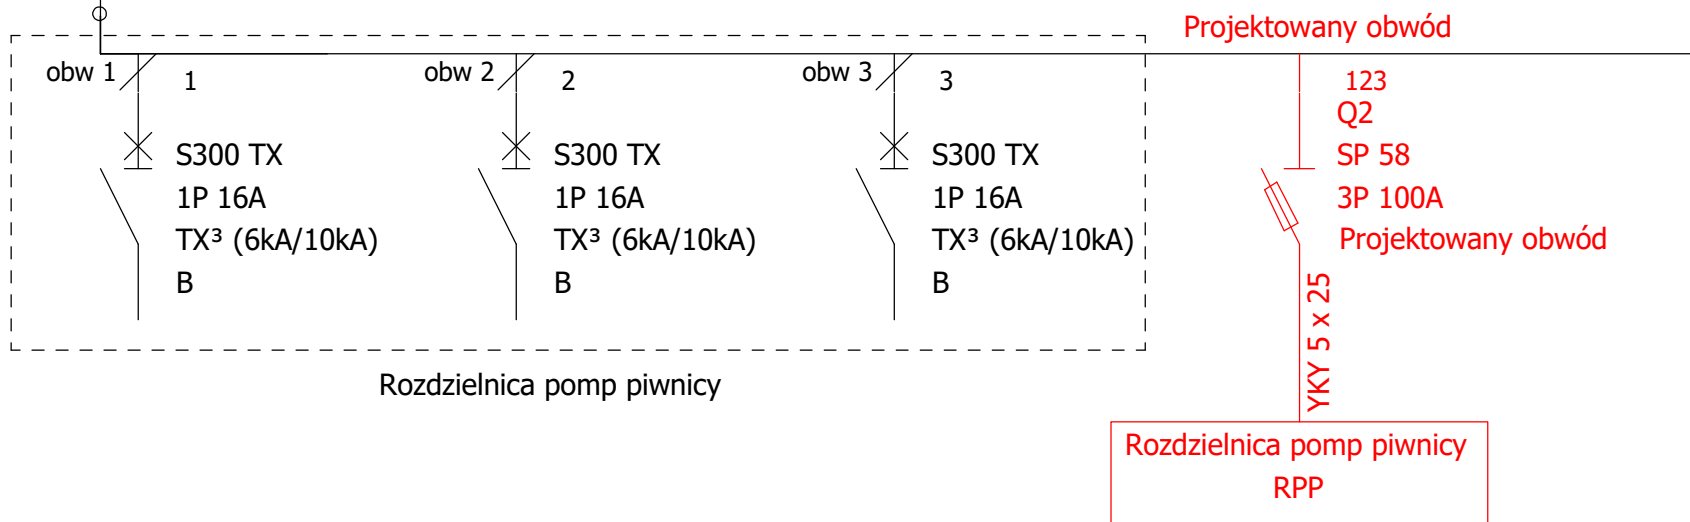 Projektowany obwód
obw 1
1
S300 TX
1P 16A
TX³ (6kA/10kA)
B
obw 2
2
S300 TX
1P 16A
TX³ (6kA/10kA)
B
obw 3
3
S300 TX
1P 16A
TX³ (6kA/10kA)
B
123
Q2
SP 58
3P 100A
Projektowany obwód
YKY 5 x 25
Rozdzielnica pomp piwnicy
Rozdzielnica pomp piwnicy
RPP